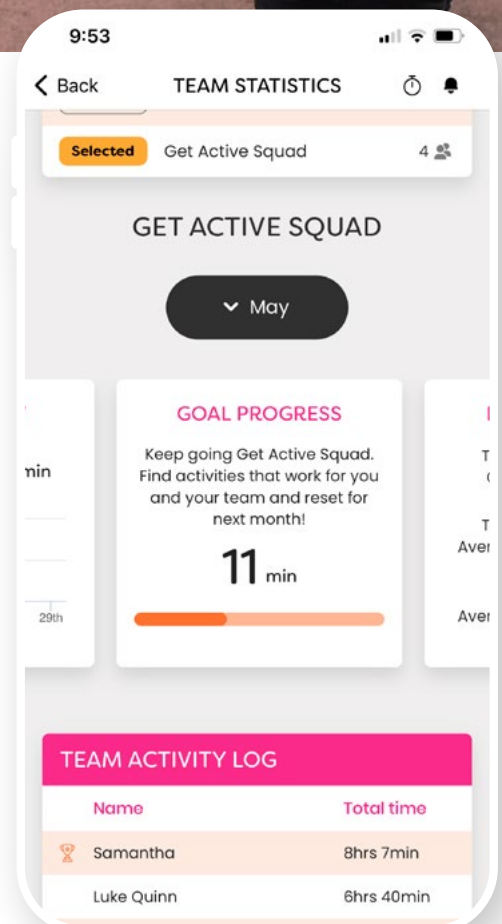 9:53
Back TEAM STATISTICS
Selected Get Active Squad 4
GET ACTIVE SQUAD
May
GOAL PROGRESS
Keep going Get Active Squad.
Find activities that work for you
and your team and reset for
next month!
11 min
min
29th
T
T
Aver
Aver
TEAM ACTIVITY LOG
Name Total time
Samantha 8hrs 7min
Luke Quinn 6hrs 40min